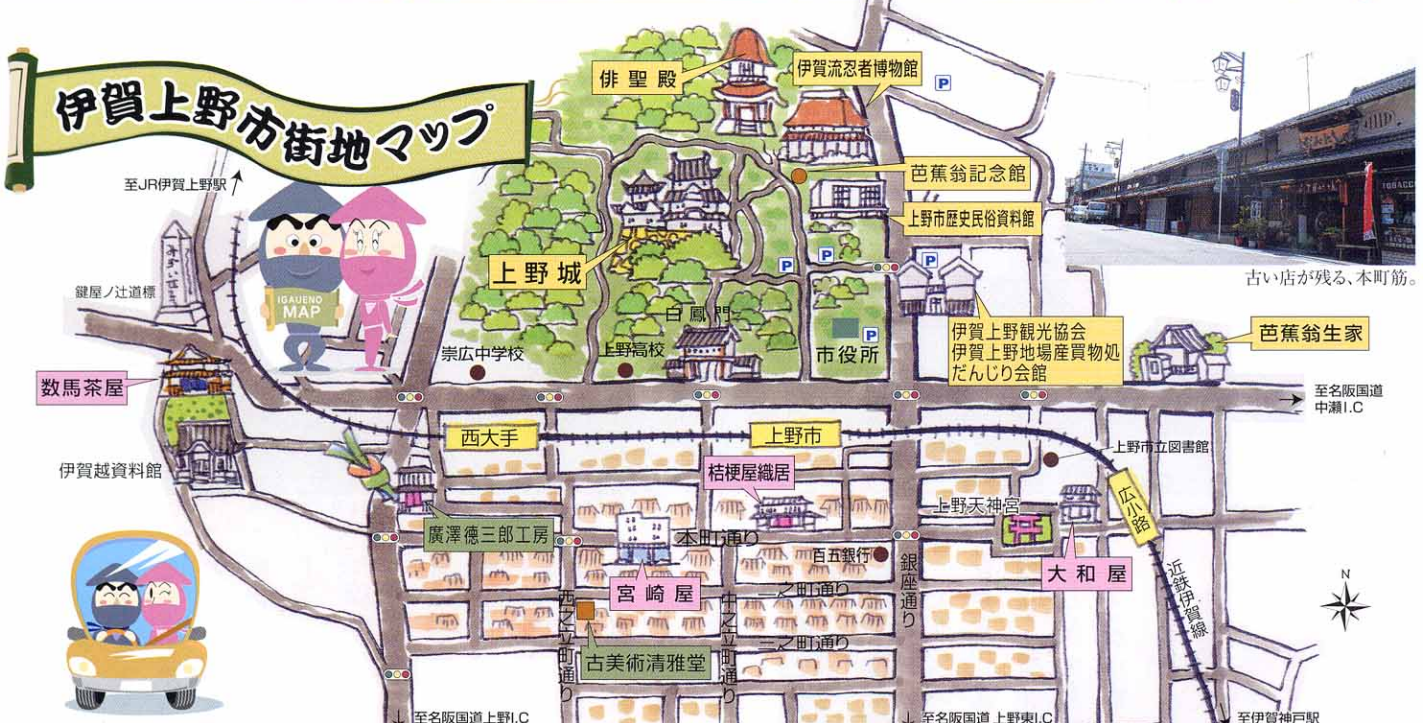 伊賀上野市街地マップ
至JR伊賀上野駅
IGAUENO
MAP
鍵屋ノ辻道標
みぎいせ
数馬茶屋
伊賀越資料館
俳聖殿
伊賀流忍者博物館
P
芭蕉翁記念館
上野市歴史民俗資料館
上野城
P
P
P
白鳳門
崇広中学校
上野高校
市役所
P
伊賀上野観光協会
伊賀上野地場産買物処
だんじり会館
芭蕉翁生家
TOBACCO
古い店が残る、本町筋。
至名阪国道
中瀬I.C
西大手
上野市
上野市立図書館
広小路
桔梗屋織居
上野天神宮
廣澤徳三郎工房
本町通り
百五銀行
銀座通り
大和屋
宮崎屋
二之町通り
近鉄伊賀線
N
西之立町通り
中之立町通り
三之町通り
古美術清雅堂
至名阪国道上野I.C
至名阪国道 上野東I.C
至伊賀神戸駅